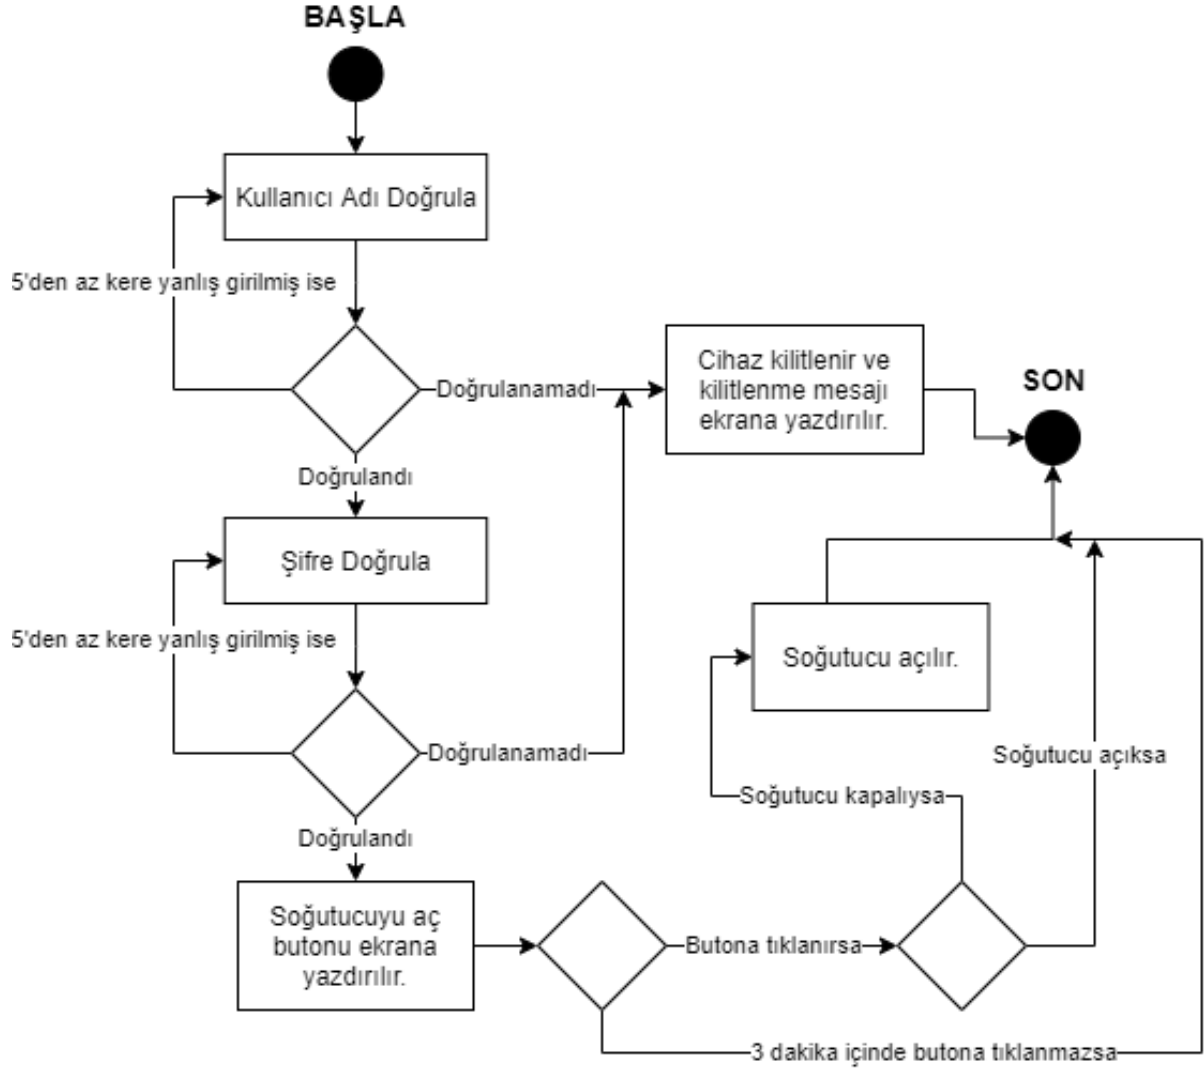 BAŞLA
Kullanıcı Adı Doğrula
5'den az kere yanlış girilmiş ise
Doğrulanamadı
Cihaz kilitlenir ve
kilitlenme mesajı
ekrana yazdırılır.
SON
Doğrulandı
Şifre Doğrula
5'den az kere yanlış girilmiş ise
Doğrulanamadı
Soğutucu açılır.
Soğutucu açıksa
Soğutucu kapalıysa
Doğrulandı
Soğutucuyu aç
butonu ekrana
yazdırılır.
Butona tıklanırsa
3 dakika içinde butona tıklanmazsa